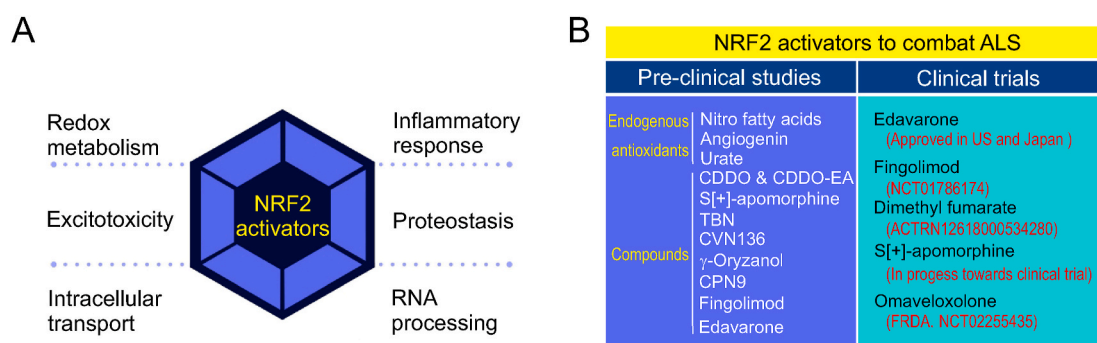 A
Redox
metabolism
Inflammatory
response
Excitotoxicity
NRF2
activators
Proteostasis
Intracellular
transport
RNA
processing
B
NRF2 activators to combat ALS
Pre-clinical studies
Clinical trials
Endogenous
antioxidants
Nitro fatty acids
Angiogenin
Urate
Compounds
CDDO & CDDO-EA
S[+]-apomorphine
TBN
CVN136
γ-Oryzanol
CPN9
Fingolimod
Edavarone
Edavarone
(Approved in US and Japan )
Fingolimod
(NCT01786174)
Dimethyl fumarate
(ACTRN12618000534280)
S[+]-apomorphine
(In progess towards clinical trial)
Omaveloxolone
(FRDA. NCT02255435)